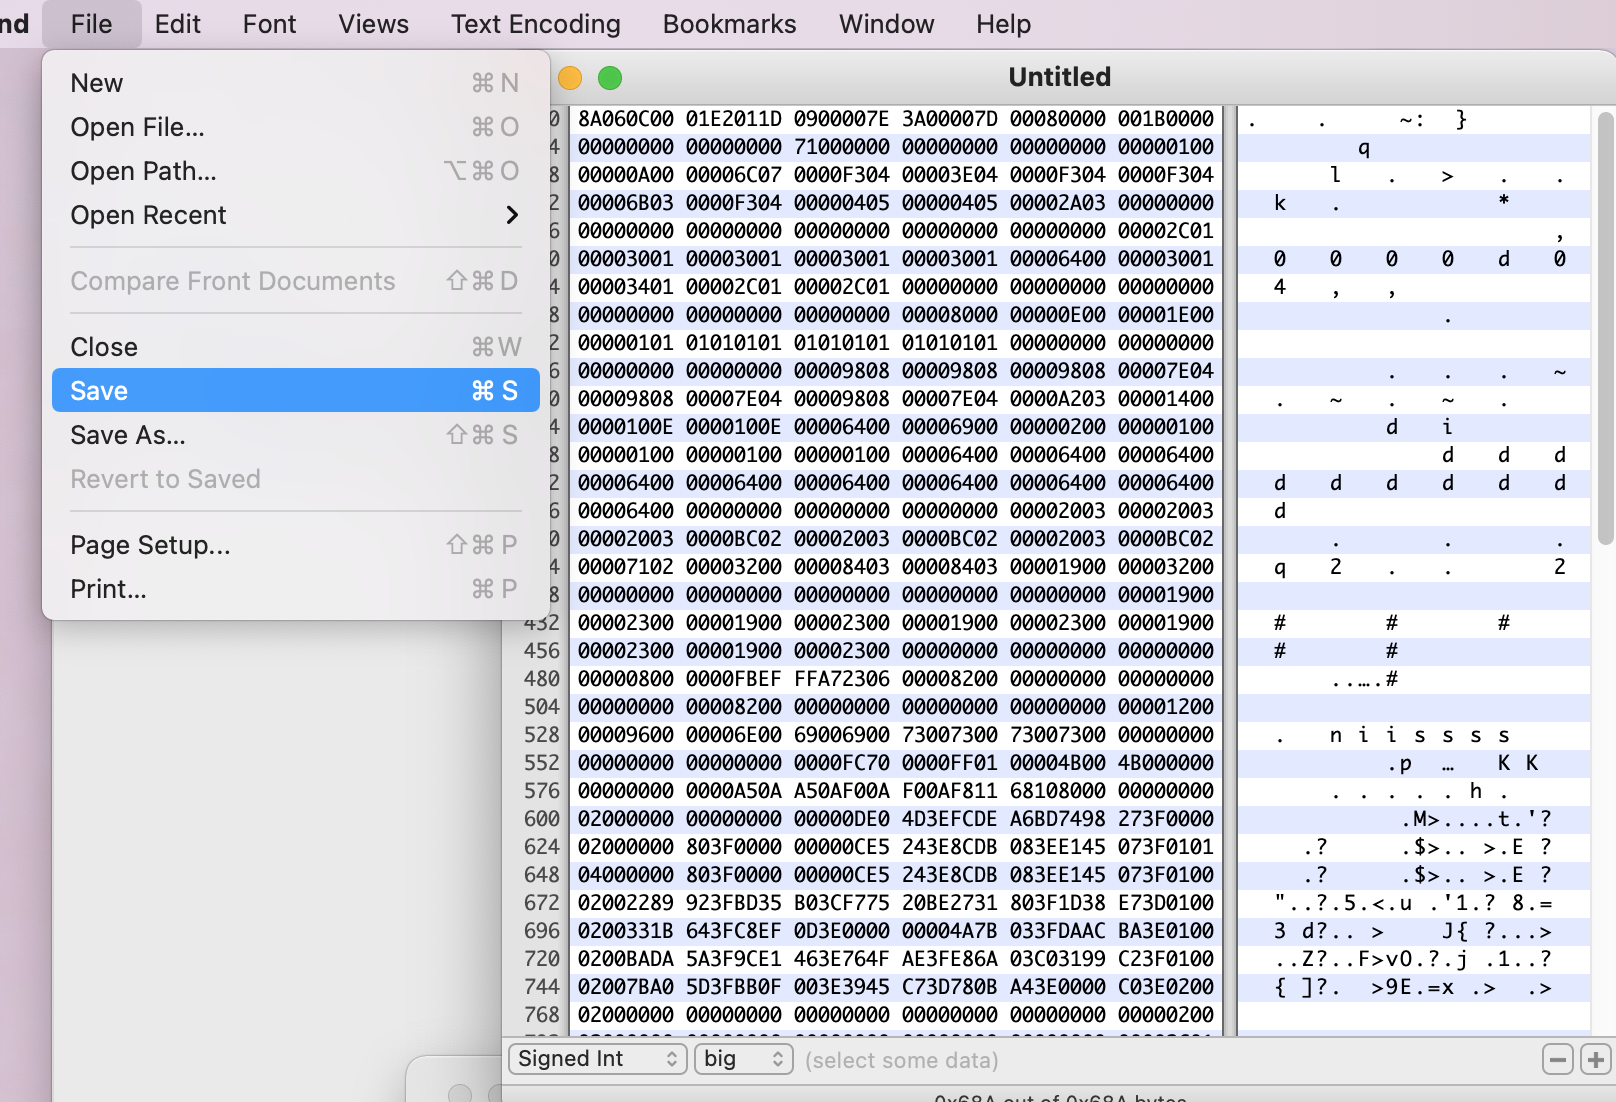 nd File Edit Font Views Text Encoding Bookmarks Window Help
New ⌘ N
Open File... ⌘ O
Open Path... ⌥⌘ O
Open Recent
Compare Front Documents ⇧⌘ D
Close ⌘W
Save ⌘ S
Save As... ⇧⌘ S
Revert to Saved
Page Setup... ⇧⌘ P
Print... ⌘ P
Untitled
0 8A060C00 01E2011D 0900007E 3A00007D 00080000 001B0000 . . ~: }
4 00000000 00000000 71000000 00000000 00000000 00000100 q
8 00000A00 00006C07 0000F304 00003E04 0000F304 0000F304 l . > . .
2 00006B03 0000F304 00000405 00000405 00002A03 00000000 k . *
6 00000000 00000000 00000000 00000000 00000000 00002C01 ,
0 00003001 00003001 00003001 00003001 00006400 00003001 0 0 0 0 d 0
4 00003401 00002C01 00002C01 00000000 00000000 00000000 4 , ,
8 00000000 00000000 00000000 00008000 00000E00 00001E00 .
2 00000101 01010101 01010101 01010101 00000000 00000000
6 00000000 00000000 00009808 00009808 00009808 00007E04 . . . ~
0 00009808 00007E04 00009808 00007E04 0000A203 00001400 . ~ . ~ .
4 0000100E 0000100E 00006400 00006900 00000200 00000100 d i
8 00000100 00000100 00000100 00006400 00006400 00006400 d d d
2 00006400 00006400 00006400 00006400 00006400 00006400 d d d d d d
6 00006400 00000000 00000000 00000000 00002003 00002003 d
0 00002003 0000BC02 00002003 0000BC02 00002003 0000BC02 . . .
4 00007102 00003200 00008403 00008403 00001900 00003200 q 2 . . 2
8 00000000 00000000 00000000 00000000 00000000 00001900
432 00002300 00001900 00002300 00001900 00002300 00001900 # # #
456 00002300 00001900 00002300 00000000 00000000 00000000 # #
480 00000800 0000FBEF FFA72306 00008200 00000000 00000000 ..….#
504 00000000 00008200 00000000 00000000 00000000 00001200
528 00009600 00006E00 69006900 73007300 73007300 00000000 . n i i s s s s
552 00000000 00000000 0000FC70 0000FF01 00004B00 4B000000 .p … K K
576 00000000 0000A50A A50AF00A F00AF811 68108000 00000000 . . . . . h .
600 02000000 00000000 00000DE0 4D3EFCDE A6BD7498 273F0000 .M>....t.'?
624 02000000 803F0000 00000CE5 243E8CDB 083EE145 073F0101 .? .$>.. >.E ?
648 04000000 803F0000 00000CE5 243E8CDB 083EE145 073F0100 .? .$>.. >.E ?
672 02002289 923FBD35 B03CF775 20BE2731 803F1D38 E73D0100 "..?.5.<.u .'1.? 8.=
696 0200331B 643FC8EF 0D3E0000 00004A7B 033FDAAC BA3E0100 3 d?.. > J{ ?...>
720 0200BADA 5A3F9CE1 463E764F AE3FE86A 03C03199 C23F0100 ..Z?..F>vO.?.j .1..?
744 02007BA0 5D3FBB0F 003E3945 C73D780B A43E0000 C03E0200 { ]?. >9E.=x .> .>
768 02000000 00000000 00000000 00000000 00000000 00000200
Signed Int big (select some data)